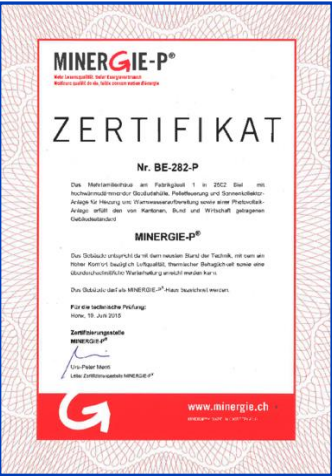 MINERGIE-P®
Mehr Lebensqualität, tiefer Energieverbrauch
Meilleure qualité de vie, faible consommation d'énergie
ZERTIFIKAT
Nr. BE-282-P
Das Mehrfamilienhaus am Fabrikgässli 1 in 2502 Biel mit
hochwärmedämmender Gebäudehülle, Pelletfeuerung und Sonnenkollektor-
Anlage für Heizung und Warmwasseraufbereitung sowie einer Photovoltaik-
Anlage erfüllt den von Kantonen, Bund und Wirtschaft getragenen
Gebäudestandard
MINERGIE-P®
Das Gebäude entspricht dem neusten Stand der Technik, mit dem ein
hoher Komfort bezüglich Luftqualität, thermischer Behaglichkeit sowie eine
überdurchschnittliche Werterhaltung erreicht werden kann.
Das Gebäude darf als MINERGIE-P®-Haus bezeichnet werden.
Für die technische Prüfung:
Horw, Juni
Zertifizierungsstelle
MINERGIE-P®
Urs-Peter Menti
Leiter Zertifizierungsstelle MINERGIE-P®
www.minergie.ch